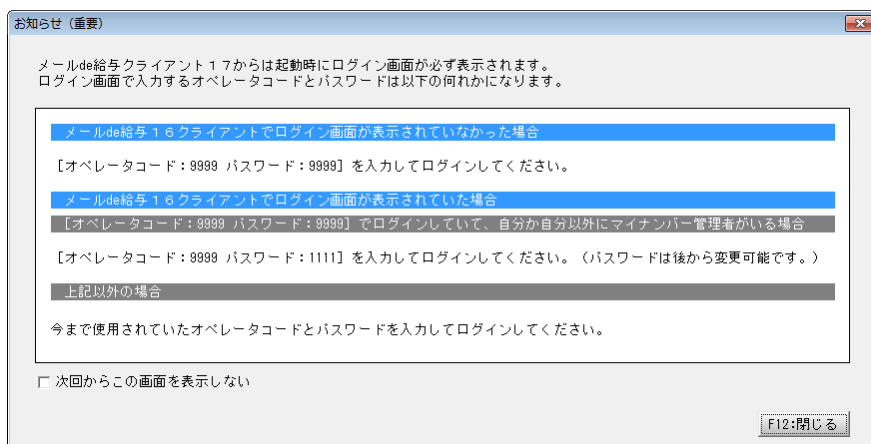 お知らせ（重要）
メールde給与クライアント１７からは起動時にログイン画面が必ず表示されます。
ログイン画面で入力するオペレータコードとパスワードは以下の何れかになります。
メールde給与１６クライアントでログイン画面が表示されていなかった場合
［オペレータコード：9999 パスワード：9999］を入力してログインしてください。
メールde給与１６クライアントでログイン画面が表示されていた場合
［オペレータコード：9999 パスワード：9999］でログインしていて、自分か自分以外にマイナンバー管理者がいる場合
［オペレータコード：9999 パスワード：1111］を入力してログインしてください。（パスワードは後から変更可能です。）
上記以外の場合
今まで使用されていたオペレータコードとパスワードを入力してログインしてください。
次回からこの画面を表示しない
F12:閉じる